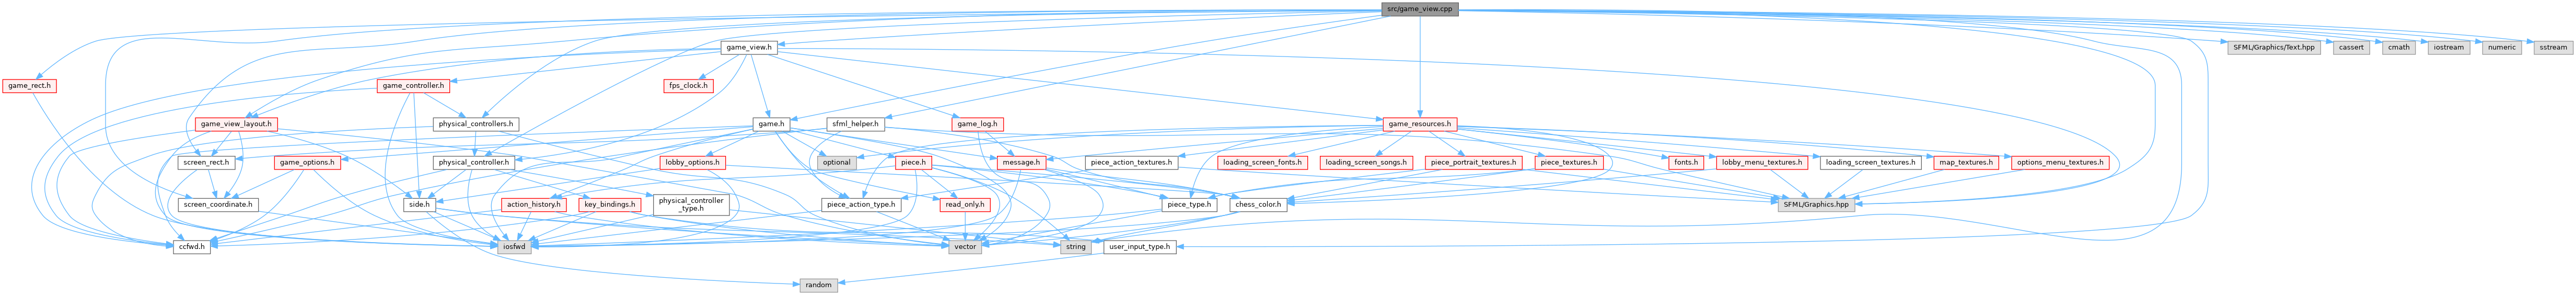 src/game_view.cpp
game_view.h
SFML/Graphics/Text.hpp
cassert
cmath
iostream
numeric
sstream
game_rect.h
game_controller.h
fps_clock.h
game_view_layout.h
physical_controllers.h
game.h
sfml_helper.h
game_log.h
game_resources.h
screen_rect.h
game_options.h
physical_controller.h
lobby_options.h
optional
piece.h
message.h
piece_action_textures.h
loading_screen_fonts.h
loading_screen_songs.h
piece_portrait_textures.h
piece_textures.h
fonts.h
lobby_menu_textures.h
loading_screen_textures.h
map_textures.h
options_menu_textures.h
screen_coordinate.h
side.h
action_history.h
key_bindings.h
physical_controller
_type.h
piece_action_type.h
read_only.h
piece_type.h
chess_color.h
SFML/Graphics.hpp
ccfwd.h
iosfwd
vector
string
user_input_type.h
random